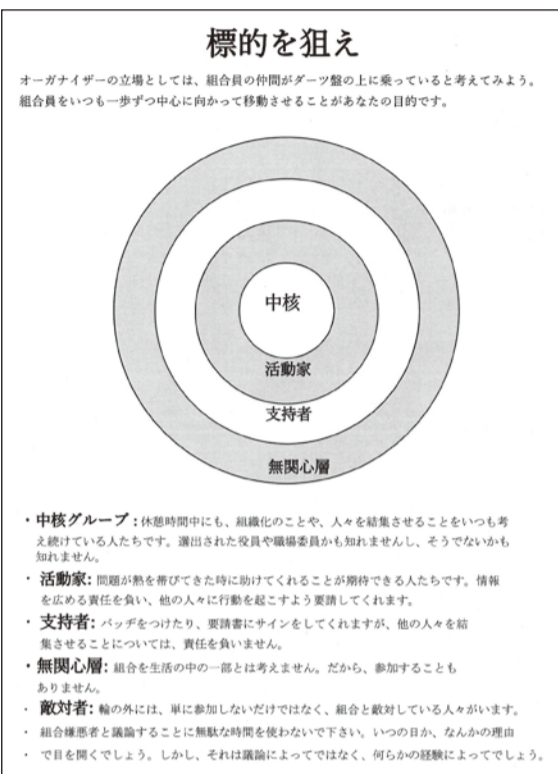 標的を狙え
オーガナイザーの立場としては、組合員の仲間がダーツ盤の上に乗っていると考えてみよう。
組合員をいつも一歩ずつ中心に向かって移動させることがあなたの目的です。
中核
活動家
支持者
無関心層
・中核グループ：休憩時間中にも、組織化のことや、人々を結集させることをいつも考
え続けている人たちです。選出された役員や職場委員かも知れませんし、そうでないかも
知れません。
・活動家: 問題が熱を帯びてきた時に助けてくれることが期待できる人たちです。情報
を広める責任を負い、他の人々に行動を起こすよう要請してくれます。
・支持者: バッヂをつけたり、要請書にサインをしてくれますが、他の人々を結
集させることについては、責任を負いません。
・無関心層: 組合を生活の中の一部とは考えません。だから、参加することも
ありません。
・敵対者: 輪の外には、単に参加しないだけではなく、組合と敵対している人々がいます。
・組合嫌悪者と議論することに無駄な時間を使わないで下さい。いつの日か、なんかの理由
・で目を開くでしょう。しかし、それは議論によってではなく、何らかの経験によってでしょう。